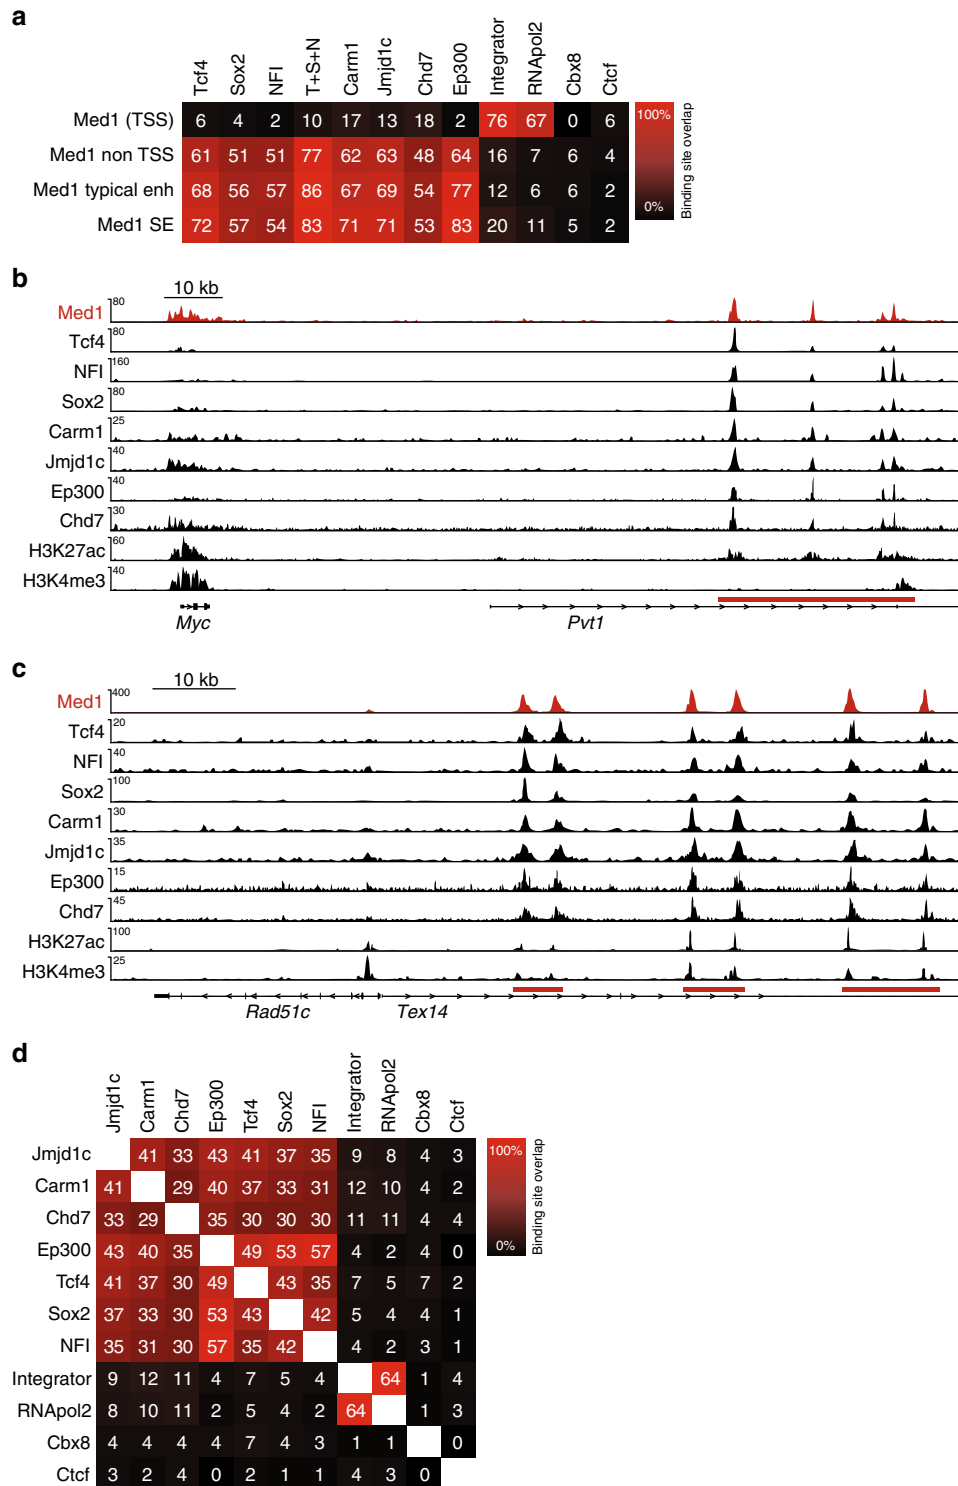 a
Tcf4 Sox2 NFI T+S+N Carm1 Jmjd1c Chd7 Ep300 Integrator RNApol2 Cbx8 Ctcf
Med1 (TSS) 6 4 2 10 17 13 18 2 76 67 0 6
Med1 non TSS 61 51 51 77 62 63 48 64 16 7 6 4
Med1 typical enh 68 56 57 86 67 69 54 77 12 6 6 2
Med1 SE 72 57 54 83 71 71 53 83 20 11 5 2
100%
0%
Binding site overlap
b
10 kb
Med1 80
Tcf4 80
NFI 160
Sox2 80
Carm1 25
Jmjd1c 40
Ep300 40
Chd7 30
H3K27ac 60
H3K4me3 40
Myc Pvt1
c
10 kb
Med1 400
Tcf4 20
NFI 40
Sox2 100
Carm1 30
Jmjd1c 35
Ep300 15
Chd7 45
H3K27ac 100
H3K4me3 25
Rad51c Tex14
d
Jmjd1c Carm1 Chd7 Ep300 Tcf4 Sox2 NFI Integrator RNApol2 Cbx8 Ctcf
Jmjd1c 41 33 43 41 37 35 9 8 4 3
Carm1 41 29 40 37 33 31 12 10 4 2
Chd7 33 29 35 30 30 30 11 11 4 4
Ep300 43 40 35 49 53 57 4 2 4 0
Tcf4 41 37 30 49 43 35 7 5 7 2
Sox2 37 33 30 53 43 42 5 4 4 1
NFI 35 31 30 57 35 42 4 2 3 1
Integrator 9 12 11 4 7 5 4 64 1 4
RNApol2 8 10 11 2 5 4 2 64 1 3
Cbx8 4 4 4 4 7 4 3 1 1 0
Ctcf 3 2 4 0 2 1 1 4 3 0
100%
0%
Binding site overlap